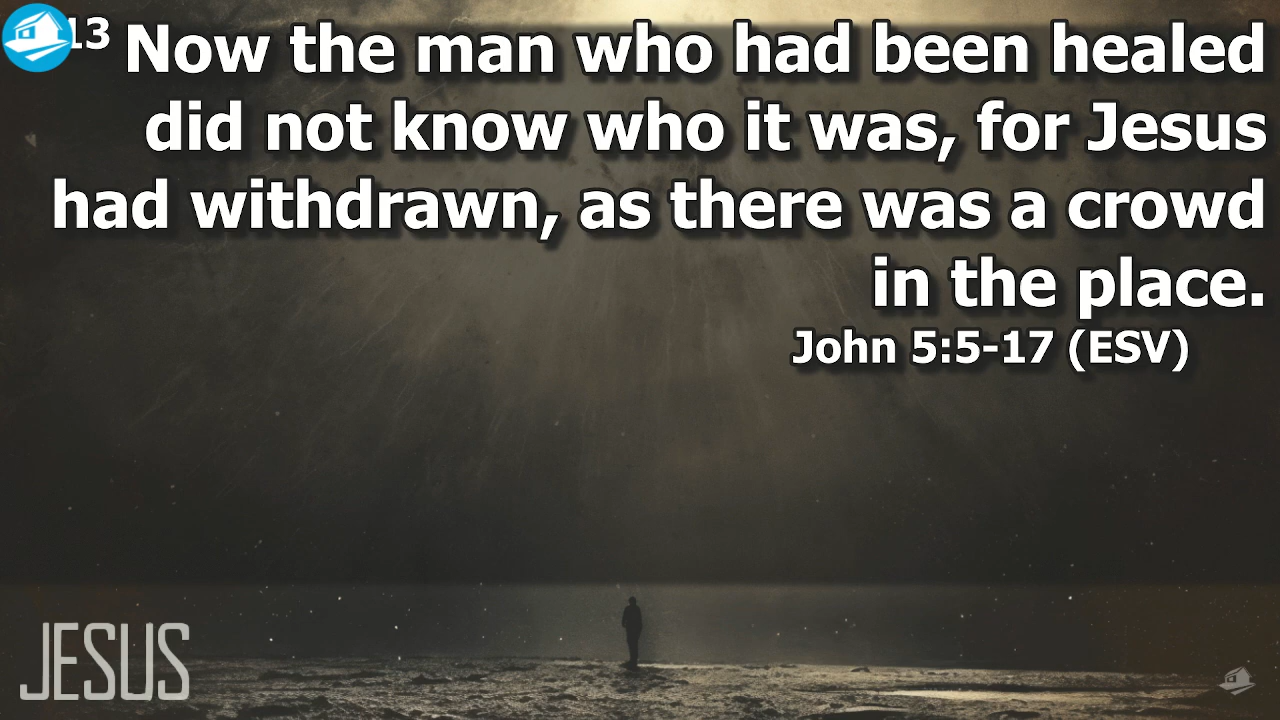 13 Now the man who had been healed
did not know who it was, for Jesus
had withdrawn, as there was a crowd
in the place.
John 5:5-17 (ESV)
JESUS